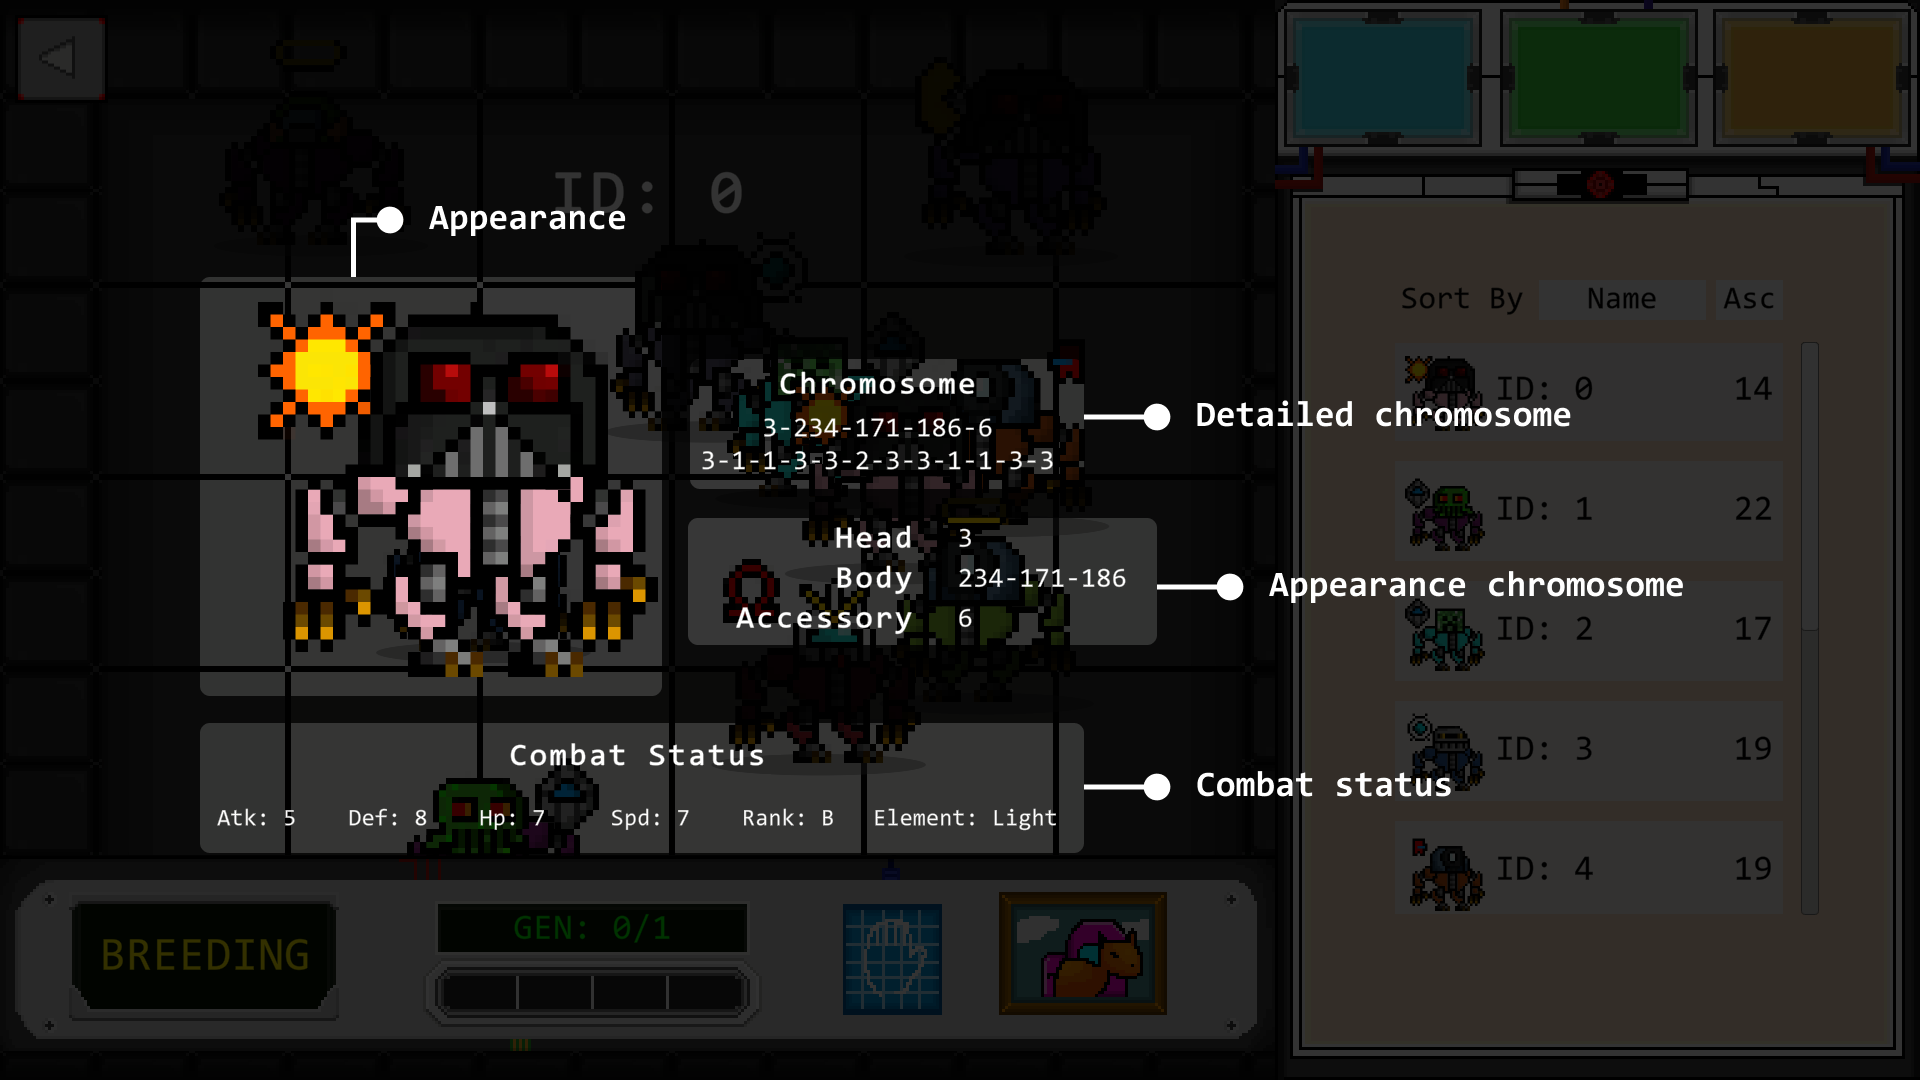 ID: 0
Appearance
Chromosome
3-234-171-186-6
3-1-1-3-3-2-3-3-1-1-3-3
Detailed chromosome
Head 3
Body 234-171-186
Accessory 6
Appearance chromosome
Combat Status
Atk: 5 Def: 8 Hp: 7 Spd: 7 Rank: B Element: Light
Combat status
BREEDING
GEN: 0/1
Sort By Name Asc
ID: 0 14
ID: 1 22
ID: 2 17
ID: 3 19
ID: 4 19